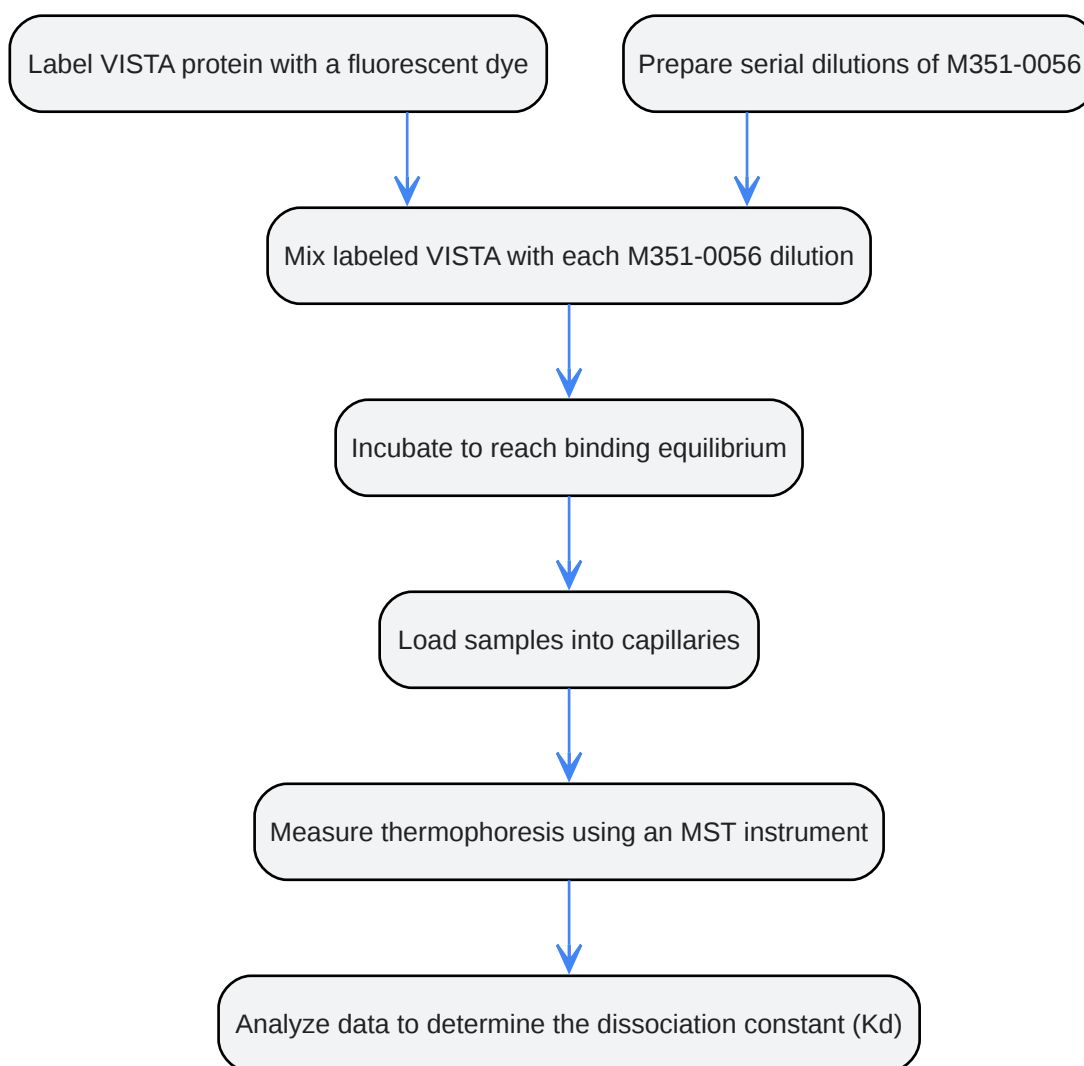 Label VISTA protein with a fluorescent dye
Prepare serial dilutions of M351-0056
Mix labeled VISTA with each M351-0056 dilution
Incubate to reach binding equilibrium
Load samples into capillaries
Measure thermophoresis using an MST instrument
Analyze data to determine the dissociation constant (Kd)